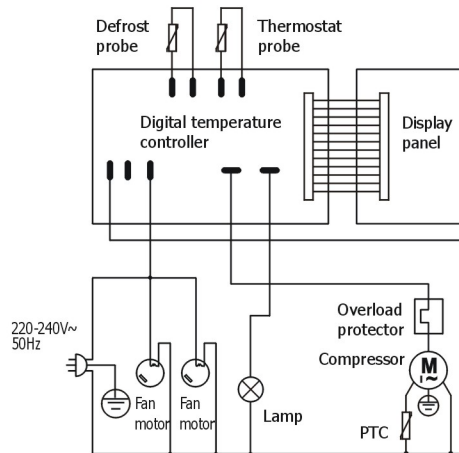 Defrost
probe
Thermostat
probe
Digital temperature
controller
Display
panel
220-240V~
50Hz
Overload
protector
Compressor
M
1~
Fan
motor
Fan
motor
Lamp
PTC